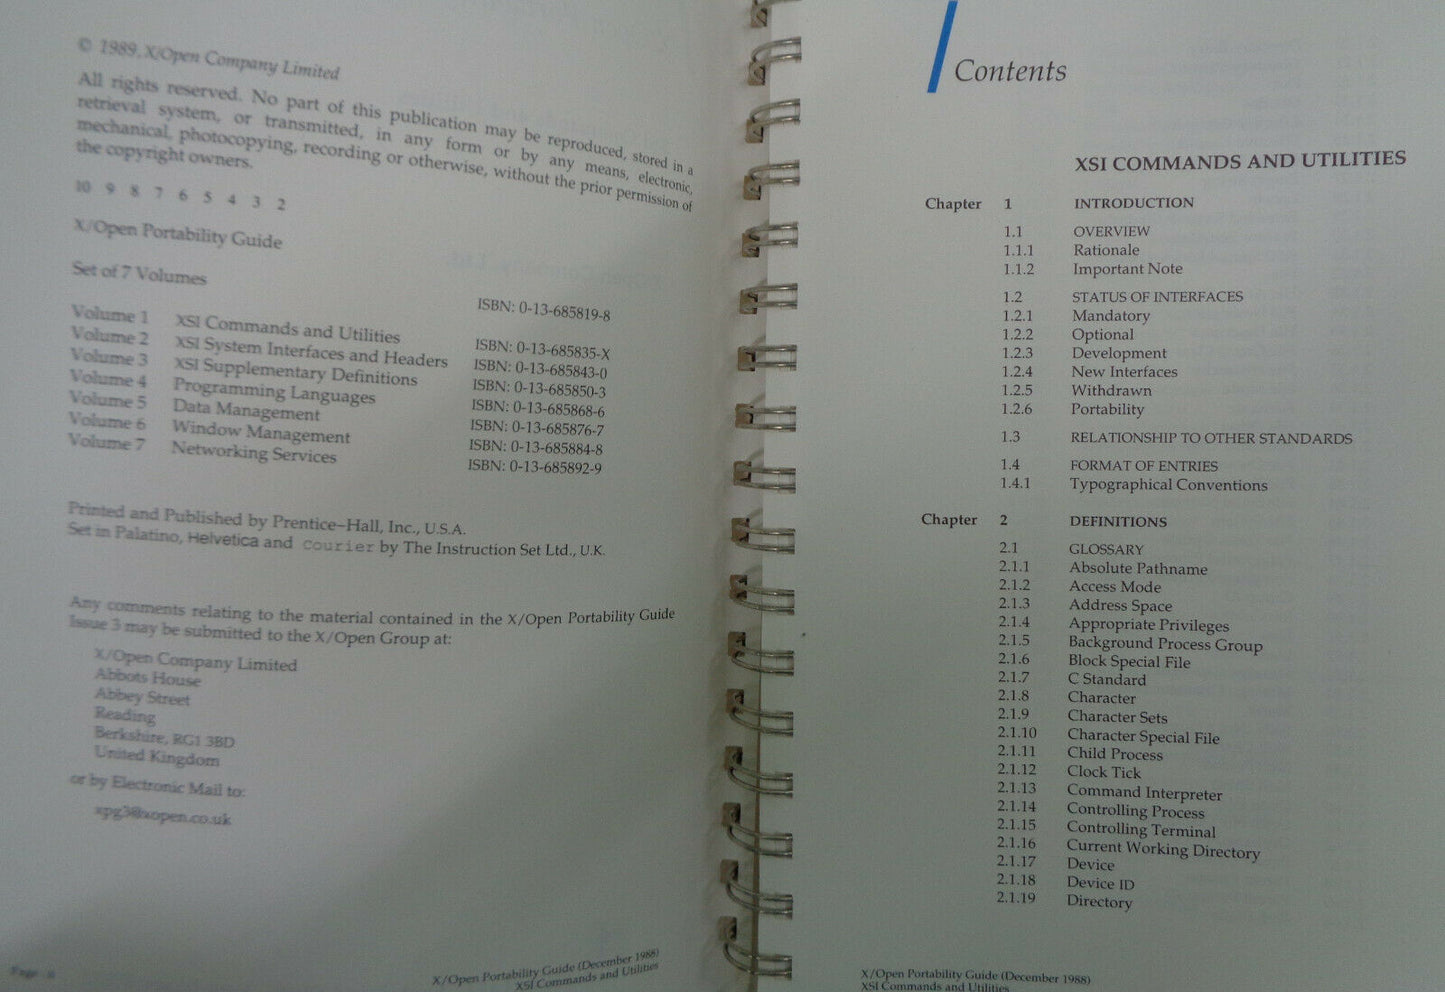 © 1989, X/Open Company Limited
All rights reserved. No part of this publication may be reproduced, stored in a
retrieval system, or transmitted, in any form or by any means, electronic,
mechanical, photocopying, recording or otherwise, without the prior permission of
the copyright owners.
10 9 8 7 6 5 4 3 2
X/Open Portability Guide
Set of 7 Volumes ISBN: 0-13-685819-8
Volume 1 XSI Commands and Utilities ISBN: 0-13-685835-X
Volume 2 XSI System Interfaces and Headers ISBN: 0-13-685843-0
Volume 3 XSI Supplementary Definitions ISBN: 0-13-685850-3
Volume 4 Programming Languages ISBN: 0-13-685868-6
Volume 5 Data Management ISBN: 0-13-685876-7
Volume 6 Window Management ISBN: 0-13-685884-8
Volume 7 Networking Services ISBN: 0-13-685892-9
Printed and Published by Prentice-Hall, Inc., U.S.A.
Set in Palatino, Helvetica and Courier by The Instruction Set Ltd., U.K.
Any comments relating to the material contained in the X/Open Portability Guide
Issue 3 may be submitted to the X/Open Group at:
X/Open Company Limited
Abbots House
Abbey Street
Reading
Berkshire, RG1 3BD
United Kingdom
or by Electronic Mail to:
xpg3@xopen.co.uk
Page ii
X/Open Portability Guide (December 1988)
XSI Commands and Utilities
Contents
XSI COMMANDS AND UTILITIES
Chapter 1 INTRODUCTION
1.1 OVERVIEW
1.1.1 Rationale
1.1.2 Important Note
1.2 STATUS OF INTERFACES
1.2.1 Mandatory
1.2.2 Optional
1.2.3 Development
1.2.4 New Interfaces
1.2.5 Withdrawn
1.2.6 Portability
1.3 RELATIONSHIP TO OTHER STANDARDS
1.4 FORMAT OF ENTRIES
1.4.1 Typographical Conventions
Chapter 2 DEFINITIONS
2.1 GLOSSARY
2.1.1 Absolute Pathname
2.1.2 Access Mode
2.1.3 Address Space
2.1.4 Appropriate Privileges
2.1.5 Background Process Group
2.1.6 Block Special File
2.1.7 C Standard
2.1.8 Character
2.1.9 Character Sets
2.1.10 Character Special File
2.1.11 Child Process
2.1.12 Clock Tick
2.1.13 Command Interpreter
2.1.14 Controlling Process
2.1.15 Controlling Terminal
2.1.16 Current Working Directory
2.1.17 Device
2.1.18 Device ID
2.1.19 Directory
X/Open Portability Guide (December 1988)
XSI Commands and Utilities